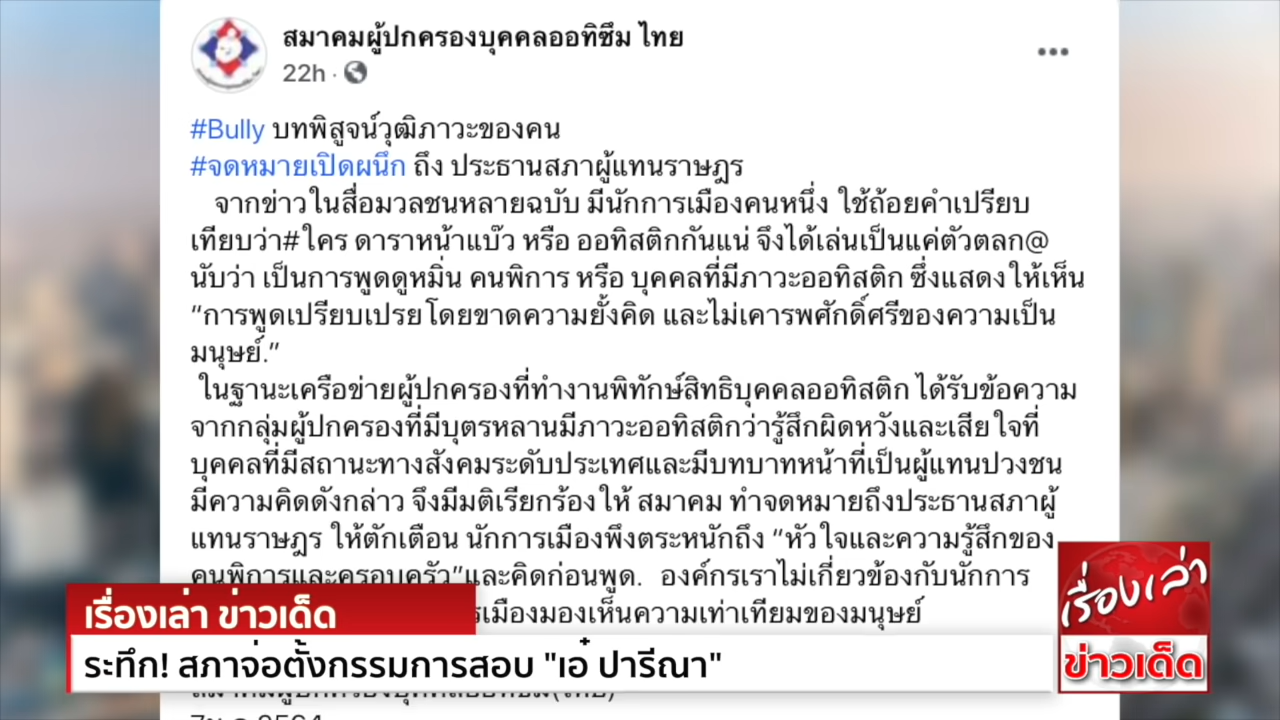 สมาคมผู้ปกครองบุคคลออทิซึม ไทย
22h ·
#Bully บทพิสูจน์วุฒิภาวะของคน
#จดหมายเปิดผนึก ถึง ประธานสภาผู้แทนราษฎร
จากข่าวในสื่อมวลชนหลายฉบับ มีนักการเมืองคนหนึ่ง ใช้ถ้อยคำเปรียบ
เทียบว่า#ใคร ดาราหน้าแบ๊ว หรือ ออทิสติกกันแน่ จึงได้เล่นเป็นแค่ตัวตลก@
นับว่า เป็นการพูดดูหมิ่น คนพิการ หรือ บุคคลที่มีภาวะออทิสติก ซึ่งแสดงให้เห็น
“การพูดเปรียบเปรยโดยขาดความยั้งคิด และไม่เคารพศักดิ์ศรีของความเป็น
มนุษย์.”
ในฐานะเครือข่ายผู้ปกครองที่ทำงานพิทักษ์สิทธิบุคคลออทิสติก ได้รับข้อความ
จากกลุ่มผู้ปกครองที่มีบุตรหลานมีภาวะออทิสติกว่ารู้สึกผิดหวังและเสียใจที่
บุคคลที่มีสถานะทางสังคมระดับประเทศและมีบทบาทหน้าที่เป็นผู้แทนปวงชน
มีความคิดดังกล่าว จึงมีมติเรียกร้องให้ สมาคม ทำจดหมายถึงประธานสภาผู้
แทนราษฎร ให้ตักเตือน นักการเมืองพึงตระหนักถึง “หัวใจและความรู้สึกของ
คนพิการและครอบครัว”และคิดก่อนพูด. องค์กรเราไม่เกี่ยวข้องกับนักการ
เมืองมองเห็นความเท่าเทียมของมนุษย์
เรื่องเล่า ข่าวเด็ด
ระทึก! สภาจ่อตั้งกรรมการสอบ "เอ๋ ปารีณา"
เรื่องเล่า
ข่าวเด็ด